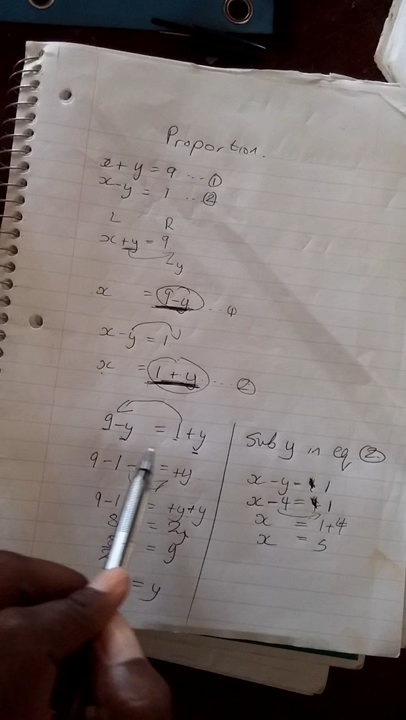 Proportion.
x + y = 9 ... ①
x - y = 1 ... ②
L R
x + y = 9
y
x = 9-y ...
x - y = 1
x = 1 + y ... ②
9-y = 1+y
9-1- = +y
9-1 = +y+y
8 = 2y
= y
Sub y in eq ②
x - y - 1
x - 4 = 1
x = 1+4
x = 5